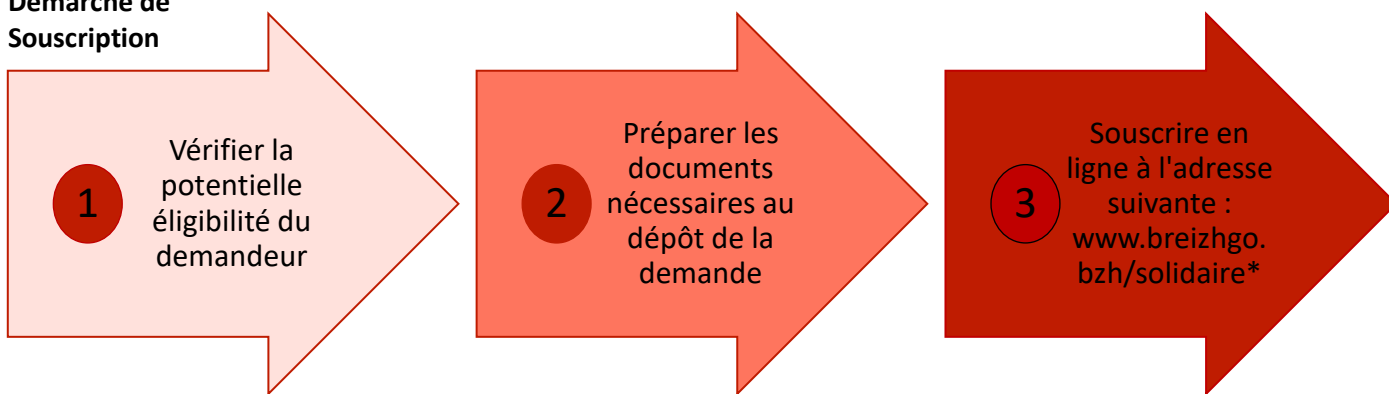 Démarche de
Souscription
1
Vérifier la
potentielle
éligibilité du
demandeur
2
Préparer les
documents
nécessaires au
dépôt de la
demande
3
Souscrire en
ligne à l'adresse
suivante :
www.breizhgo.
bzh/solidaire*